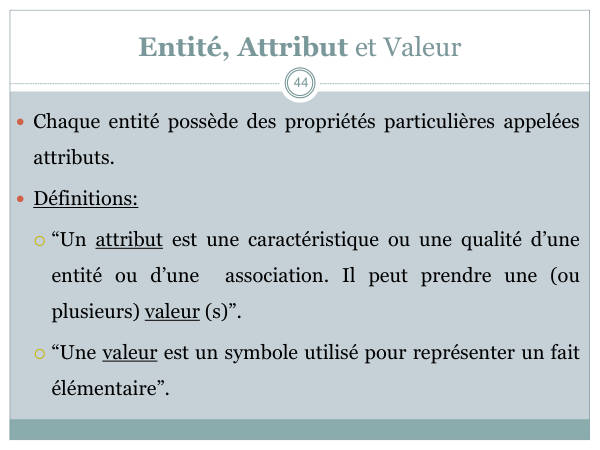 Entité, Attribut et Valeur
44
• Chaque entité possède des propriétés particulières appelées
attributs.
• Définitions:
○ “Un attribut est une caractéristique ou une qualité d’une
entité ou d’une association. Il peut prendre une (ou
plusieurs) valeur (s)”.
○ “Une valeur est un symbole utilisé pour représenter un fait
élémentaire”.